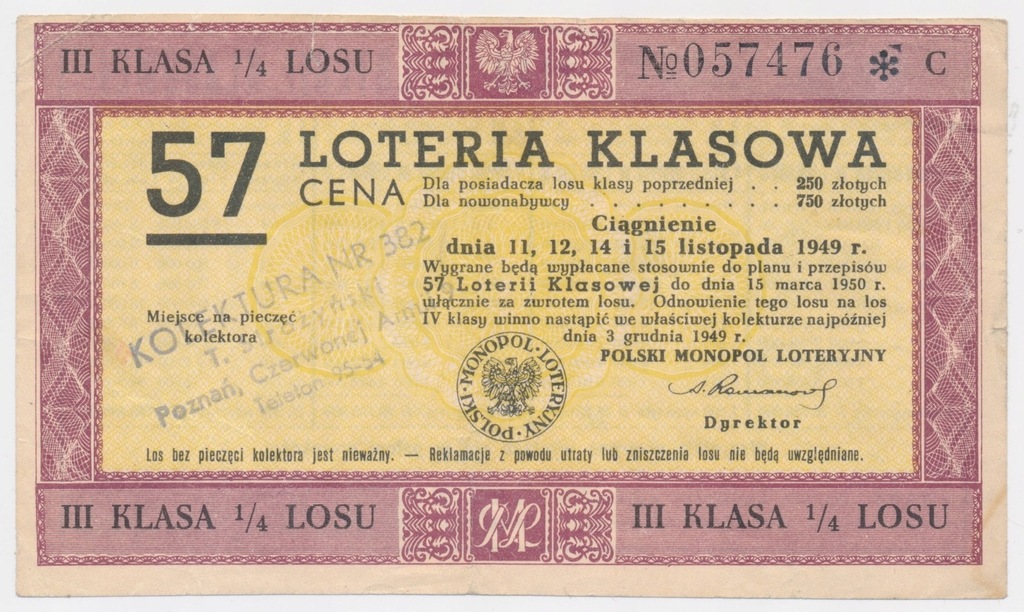 III KLASA 1/4 LOSU
№057476 * C
57 LOTERIA KLASOWA
CENA
Dla posiadacza losu klasy poprzedniej . . 250 złotych
Dla nowonabywcy . . . . . . . . . 750 złotych
Ciągnienie
dnia 11, 12, 14 i 15 listopada 1949 r.
Wygrane będą wypłacane stosownie do planu i przepisów
57 Loterii Klasowej do dnia 15 marca 1950 r.
włącznie za zwrotem losu. Odnowienie tego losu na los
IV klasy winno nastąpić we właściwej kolekturze najpóźniej
dnia 3 grudnia 1949 r.
Miejsce na pieczęć
kolektora
KOLEKTURA NR 382
Poznań, Czerwonej Armii
Telefon 95-54
POLSKI MONOPOL LOTERYJNY
POLSKI·MONOPOL·LOTERYJNY·
Dyrektor
Los bez pieczęci kolektora jest nieważny. — Reklamacje z powodu utraty lub zniszczenia losu nie będą uwzględniane.
III KLASA 1/4 LOSU
III KLASA 1/4 LOSU